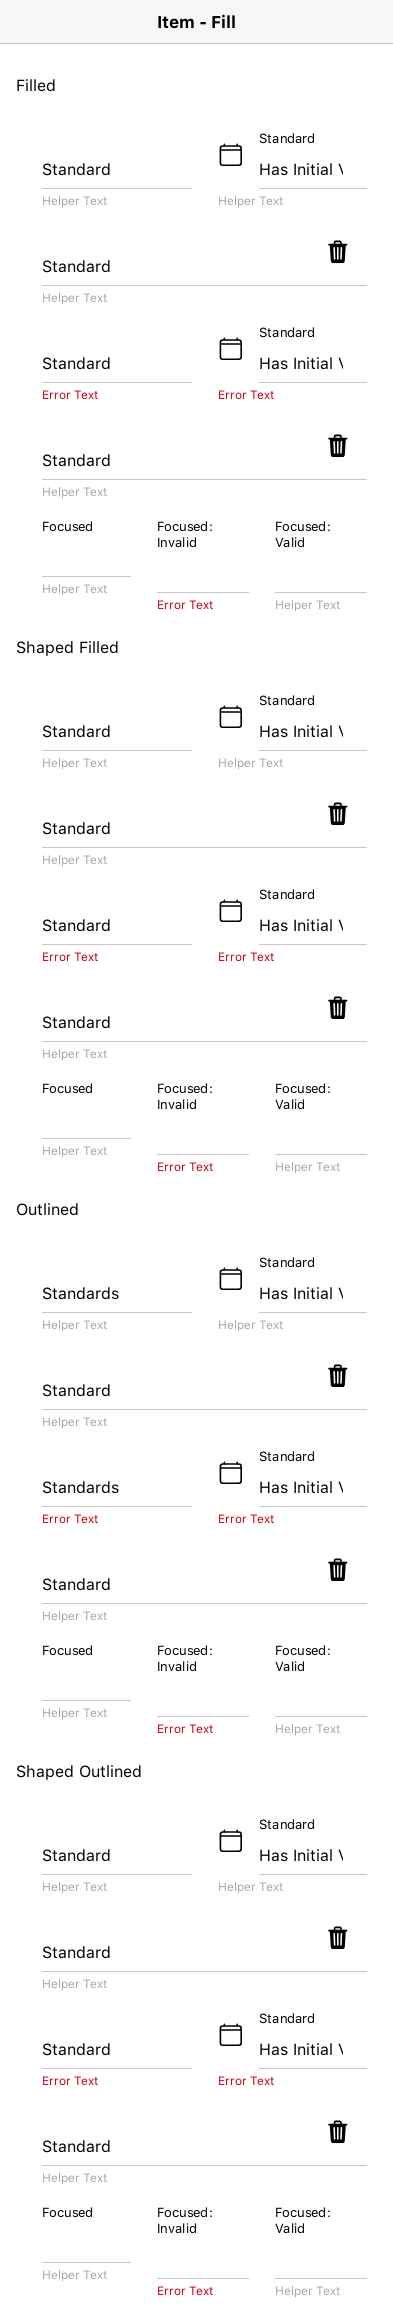 Item - Fill
Filled
Standard
Standard
Has Initial V
Helper Text
Helper Text
Standard
Helper Text
Standard
Standard
Has Initial V
Error Text
Error Text
Standard
Helper Text
Focused
Helper Text
Focused:
Invalid
Error Text
Focused:
Valid
Helper Text
Shaped Filled
Standard
Standard
Has Initial V
Helper Text
Helper Text
Standard
Helper Text
Standard
Standard
Has Initial V
Error Text
Error Text
Standard
Helper Text
Focused
Helper Text
Focused:
Invalid
Error Text
Focused:
Valid
Helper Text
Outlined
Standard
Standards
Has Initial V
Helper Text
Helper Text
Standard
Helper Text
Standard
Standards
Has Initial V
Error Text
Error Text
Standard
Helper Text
Focused
Helper Text
Focused:
Invalid
Error Text
Focused:
Valid
Helper Text
Shaped Outlined
Standard
Standard
Has Initial V
Helper Text
Helper Text
Standard
Helper Text
Standard
Standard
Has Initial V
Error Text
Error Text
Standard
Helper Text
Focused
Helper Text
Focused:
Invalid
Error Text
Focused:
Valid
Helper Text